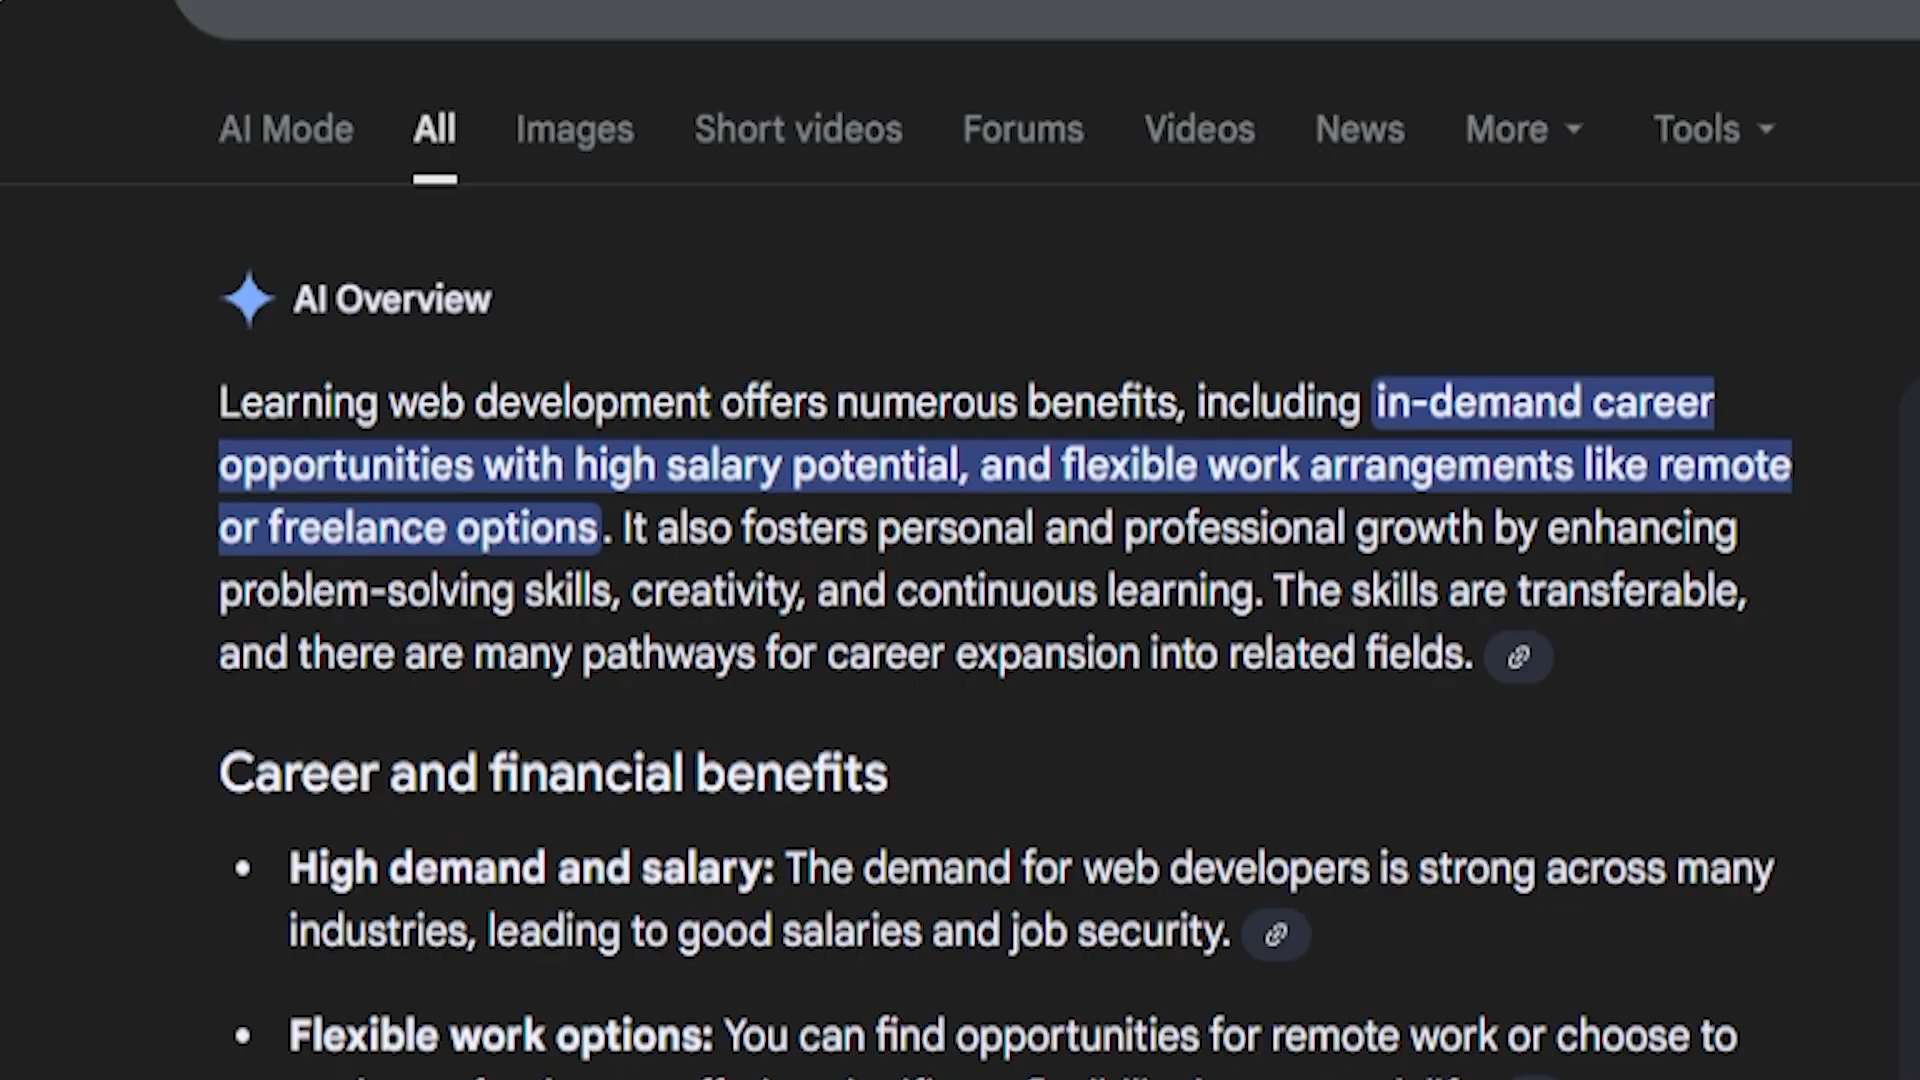 AI Mode All Images Short videos Forums Videos News More Tools
AI Overview
Learning web development offers numerous benefits, including in-demand career
opportunities with high salary potential, and flexible work arrangements like remote
or freelance options. It also fosters personal and professional growth by enhancing
problem-solving skills, creativity, and continuous learning. The skills are transferable,
and there are many pathways for career expansion into related fields.
Career and financial benefits
• High demand and salary: The demand for web developers is strong across many
industries, leading to good salaries and job security.
• Flexible work options: You can find opportunities for remote work or choose to